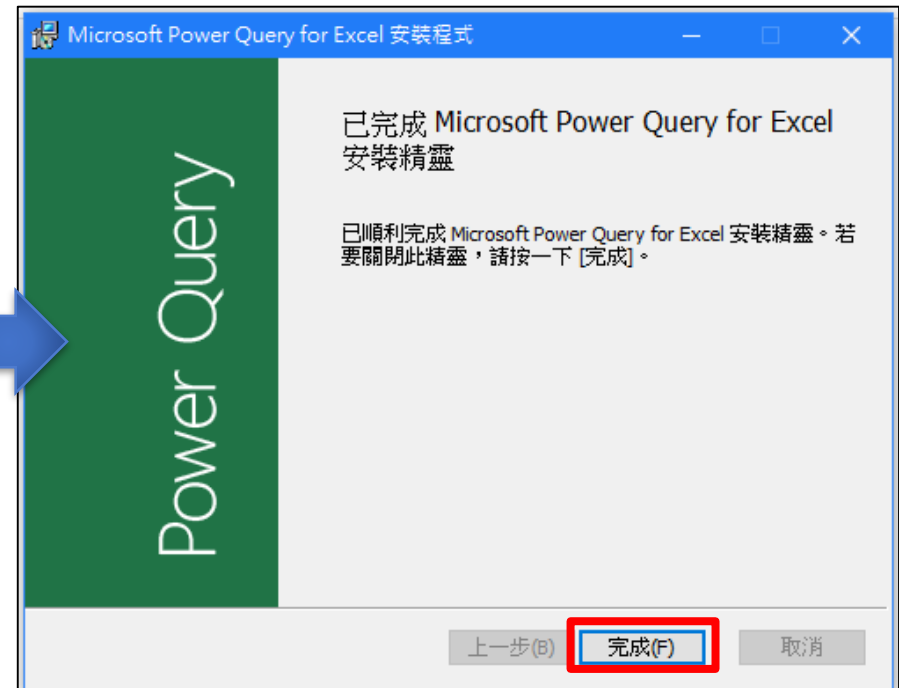 Microsoft Power Query for Excel 安裝程式
Power Query
已完成 Microsoft Power Query for Excel
安裝精靈
已順利完成 Microsoft Power Query for Excel 安裝精靈。若
要關閉此精靈，請按一下 [完成]。
上一步(B)
完成(F)
取消